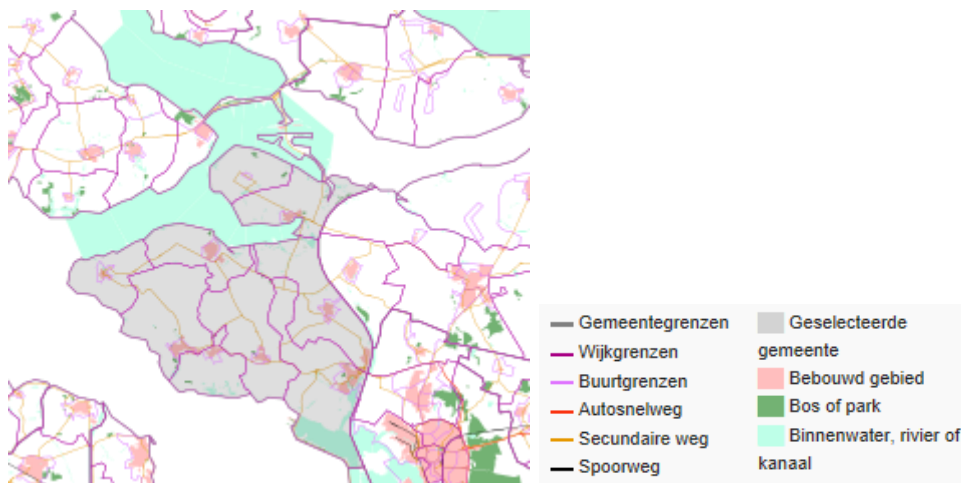 Gemeentegrenzen
Wijkgrenzen
Buurtgrenzen
Autosnelweg
Secundaire weg
Spoorweg
Geselecteerde
gemeente
Bebouwd gebied
Bos of park
Binnenwater, rivier of
kanaal